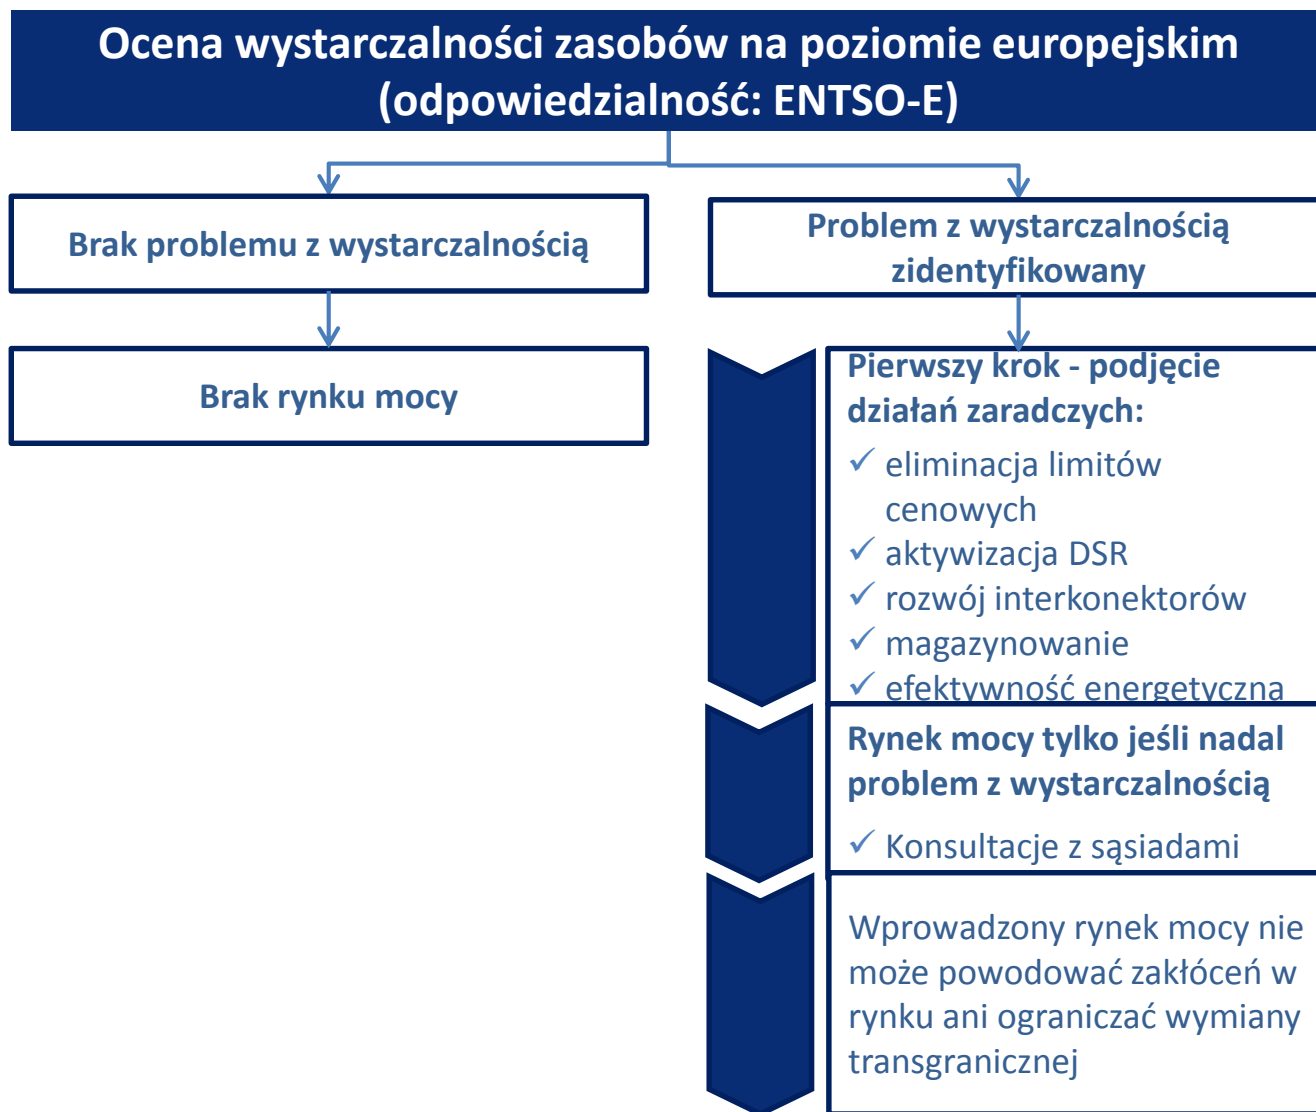 Ocena wystarczalności zasobów na poziomie europejskim
(odpowiedzialność: ENTSO-E)
Brak problemu z wystarczalnością
Brak rynku mocy
Problem z wystarczalnością
zidentyfikowany
Pierwszy krok - podjęcie
działań zaradczych:
✓ eliminacja limitów
cenowych
✓ aktywizacja DSR
✓ rozwój interkonektorów
✓ magazynowanie
✓ efektywność energetyczna
Rynek mocy tylko jeśli nadal
problem z wystarczalnością
✓ Konsultacje z sąsiadami
Wprowadzony rynek mocy nie
może powodować zakłóceń w
rynku ani ograniczać wymiany
transgranicznej